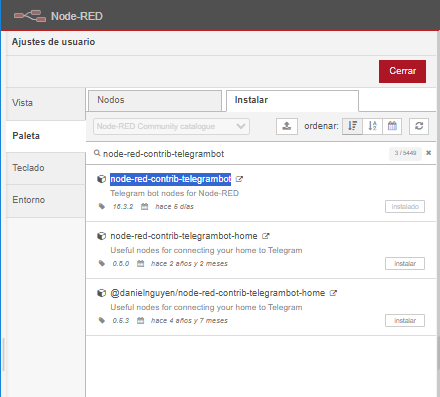 Node-RED
Ajustes de usuario
Cerrar
Vista
Paleta
Teclado
Entorno
Nodos
Instalar
Node-RED Community catalogue
ordenar:
node-red-contrib-telegrambot
3 / 5449
node-red-contrib-telegrambot
Telegram bot nodes for Node-RED
16.3.2 hace 6 días
instalado
node-red-contrib-telegrambot-home
Useful nodes for connecting your home to Telegram
0.8.0 hace 2 años y 2 meses
Instalar
@danielnguyen/node-red-contrib-telegrambot-home
Useful nodes for connecting your home to Telegram
0.6.3 hace 4 años y 7 meses
Instalar